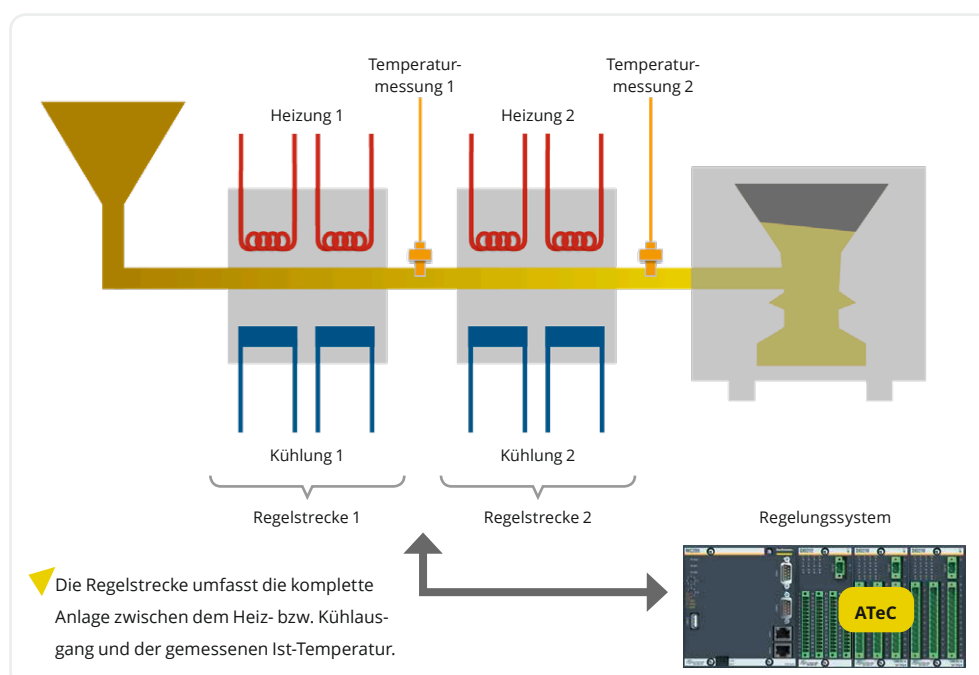 Temperatur-
messung 1
Temperatur-
messung 2
Heizung 1
Heizung 2
Kühlung 1
Kühlung 2
Regelstrecke 1
Regelstrecke 2
Regelungssystem
Die Regelstrecke umfasst die komplette
Anlage zwischen dem Heiz- bzw. Kühlaus-
gang und der gemessenen Ist-Temperatur.
ATeC